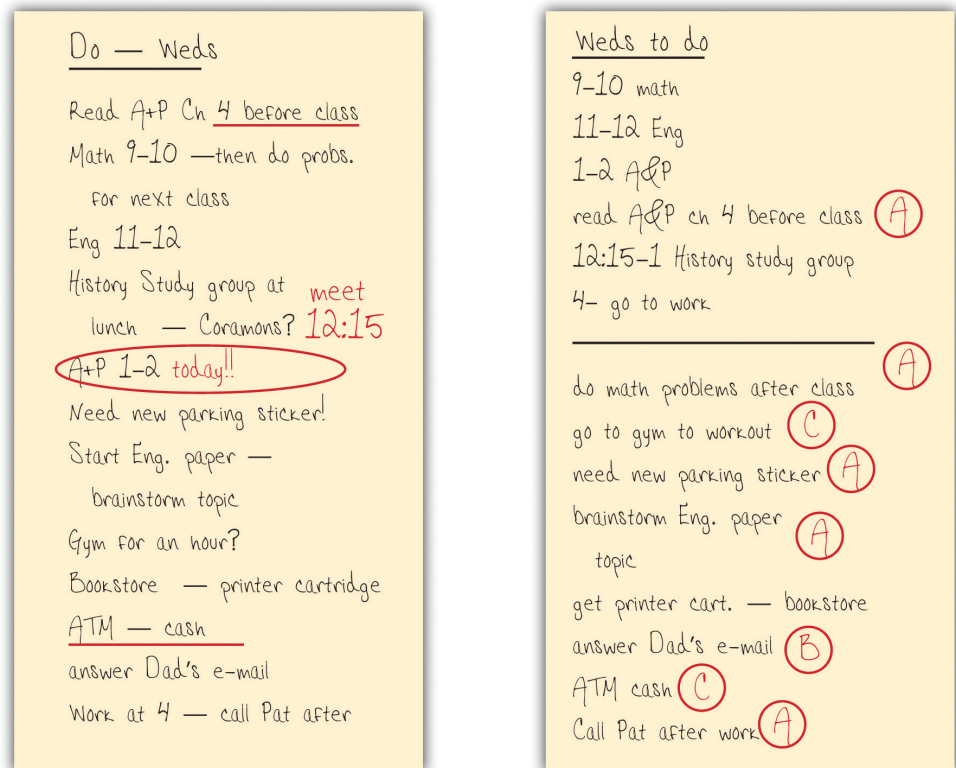 Do — Weds
Read A+P Ch 4 before class
Math 9–10 —then do probs.
for next class
Eng 11–12
History Study group at meet
lunch — Coramons? 12:15
A+P 1–2 today!!
Need new parking sticker!
Start Eng. paper —
brainstorm topic
Gym for an hour?
Bookstore — printer cartridge
ATM — cash
answer Dad's e-mail
Work at 4 — call Pat after
Weds to do
9–10 math
11–12 Eng
1–2 A&P
read A&P ch 4 before class A
12:15–1 History study group
4– go to work
do math problems after class A
go to gym to workout C
need new parking sticker A
brainstorm Eng. paper A
topic
get printer cart. — bookstore
answer Dad's e-mail B
ATM cash C
Call Pat after work A